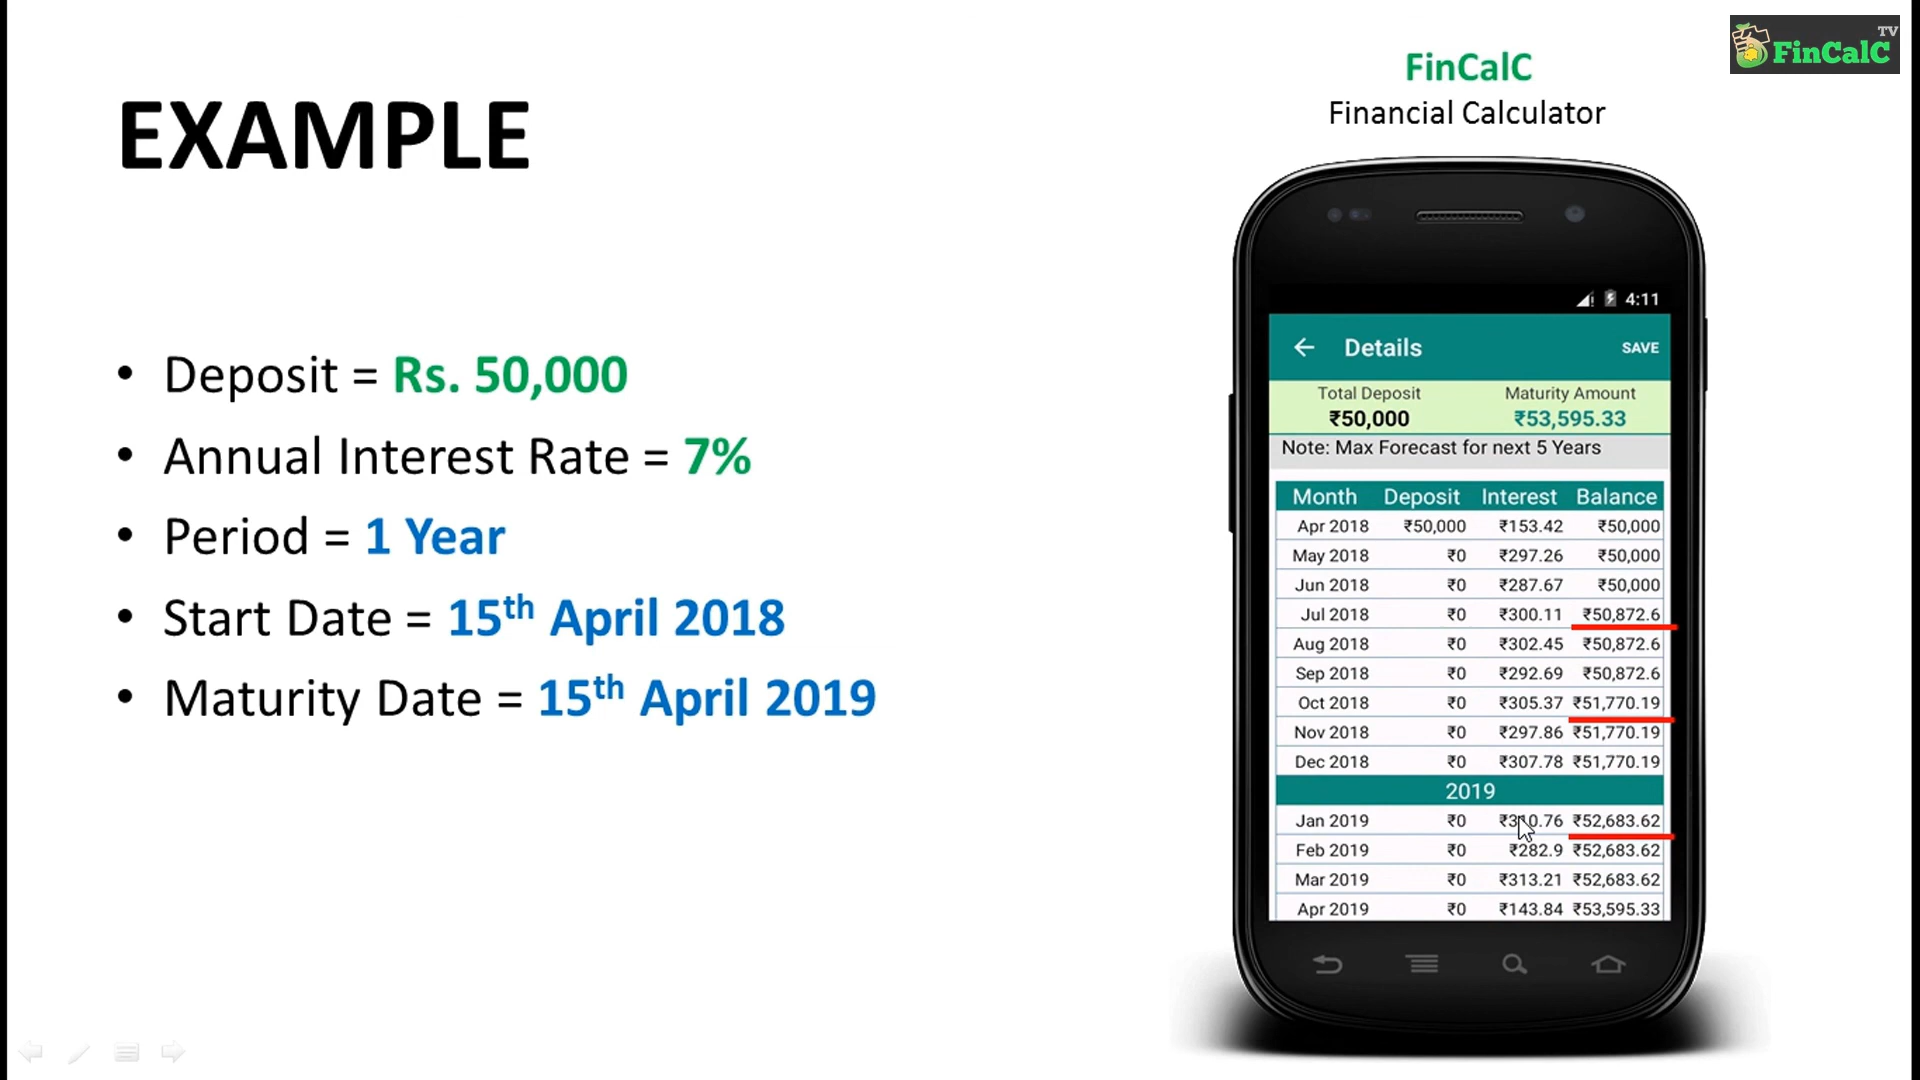 TV
FinCalC
FinCalC
Financial Calculator
EXAMPLE
• Deposit = Rs. 50,000
• Annual Interest Rate = 7%
• Period = 1 Year
• Start Date = 15th April 2018
• Maturity Date = 15th April 2019
4:11
Details SAVE
Total Deposit Maturity Amount
₹50,000 ₹53,595.33
Note: Max Forecast for next 5 Years
Month Deposit Interest Balance
Apr 2018 ₹50,000 ₹153.42 ₹50,000
May 2018 ₹0 ₹297.26 ₹50,000
Jun 2018 ₹0 ₹287.67 ₹50,000
Jul 2018 ₹0 ₹300.11 ₹50,872.6
Aug 2018 ₹0 ₹302.45 ₹50,872.6
Sep 2018 ₹0 ₹292.69 ₹50,872.6
Oct 2018 ₹0 ₹305.37 ₹51,770.19
Nov 2018 ₹0 ₹297.86 ₹51,770.19
Dec 2018 ₹0 ₹307.78 ₹51,770.19
2019
Jan 2019 ₹0 ₹310.76 ₹52,683.62
Feb 2019 ₹0 ₹282.9 ₹52,683.62
Mar 2019 ₹0 ₹313.21 ₹52,683.62
Apr 2019 ₹0 ₹143.84 ₹53,595.33